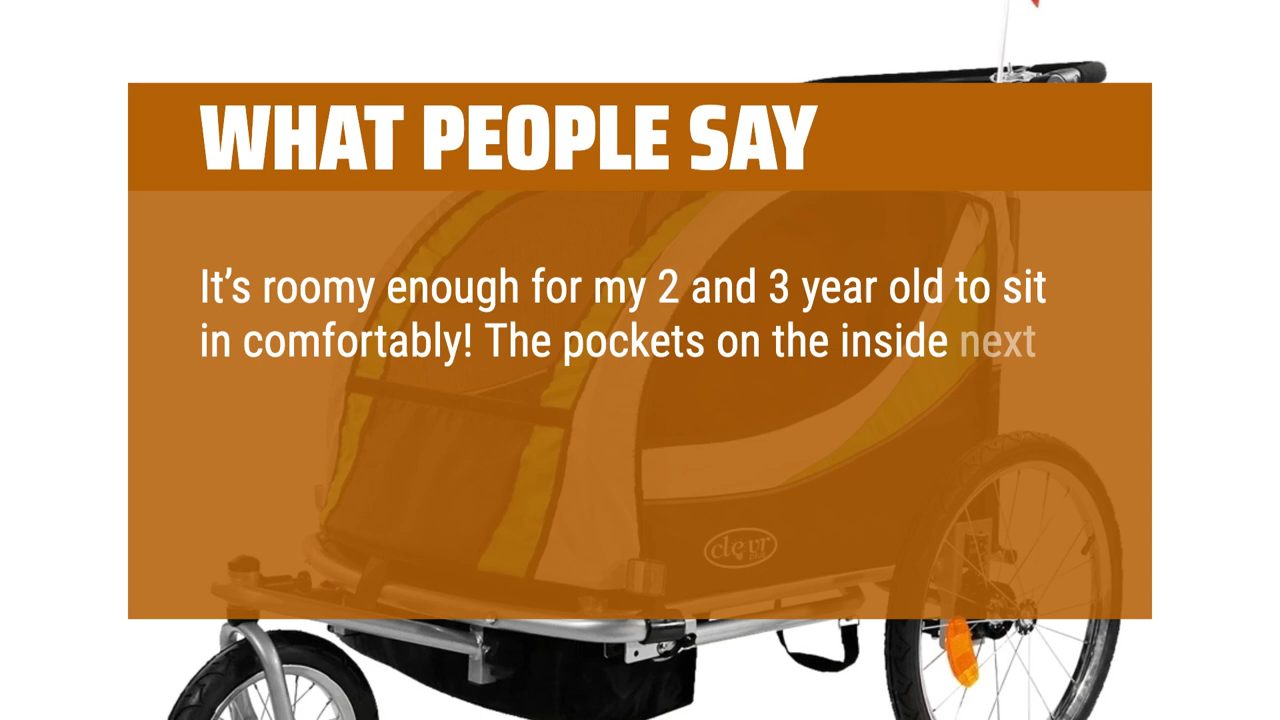 WHAT PEOPLE SAY
It’s roomy enough for my 2 and 3 year old to sit
in comfortably! The pockets on the inside next
clevr